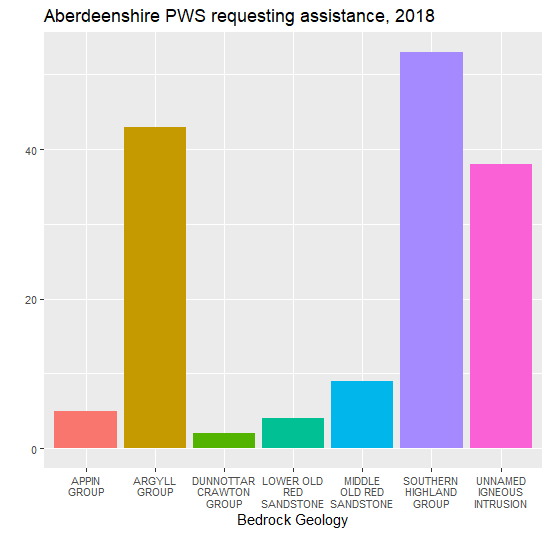 Aberdeenshire PWS requesting assistance, 2018
40
20
0
APPIN
GROUP
ARGYLL
GROUP
DUNNOTTAR
CRAWTON
GROUP
LOWER OLD
RED
SANDSTONE
MIDDLE
OLD RED
SANDSTONE
SOUTHERN
HIGHLAND
GROUP
UNNAMED
IGNEOUS
INTRUSION
Bedrock Geology